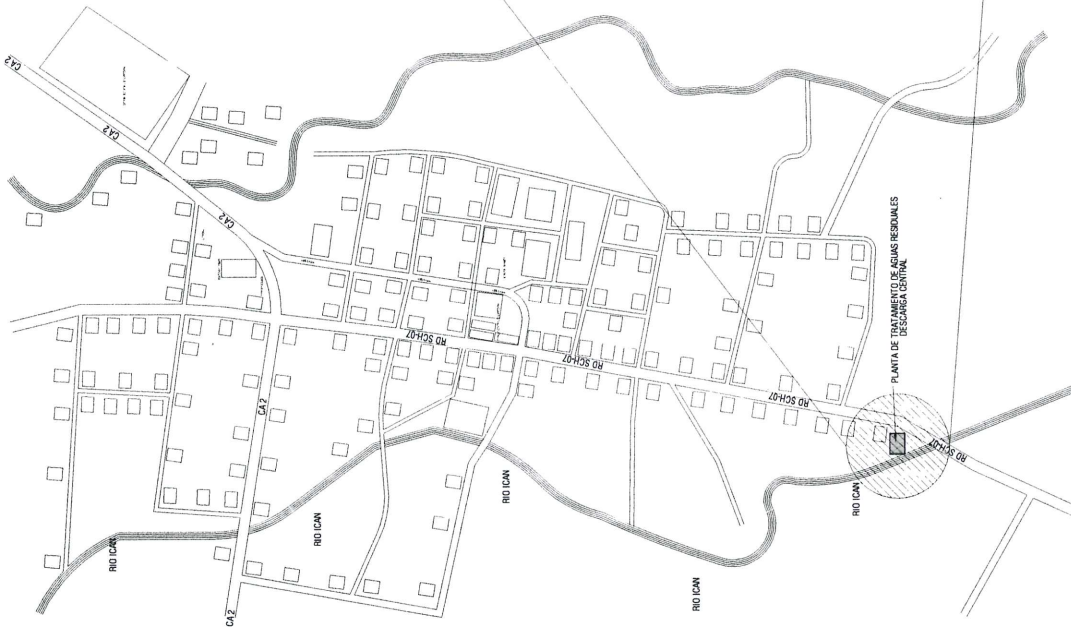 CA 2
CA 2
CA 2
CA 2
CA 2
RD SCH-07
RD SCH-07
RD SCH-07
RD SCH-07
RIO ICAN
RIO ICAN
RIO ICAN
RIO ICAN
RIO ICAN
PLANTA DE TRATAMIENTO DE AGUAS RESIDUALES
DESCARGA CENTRAL